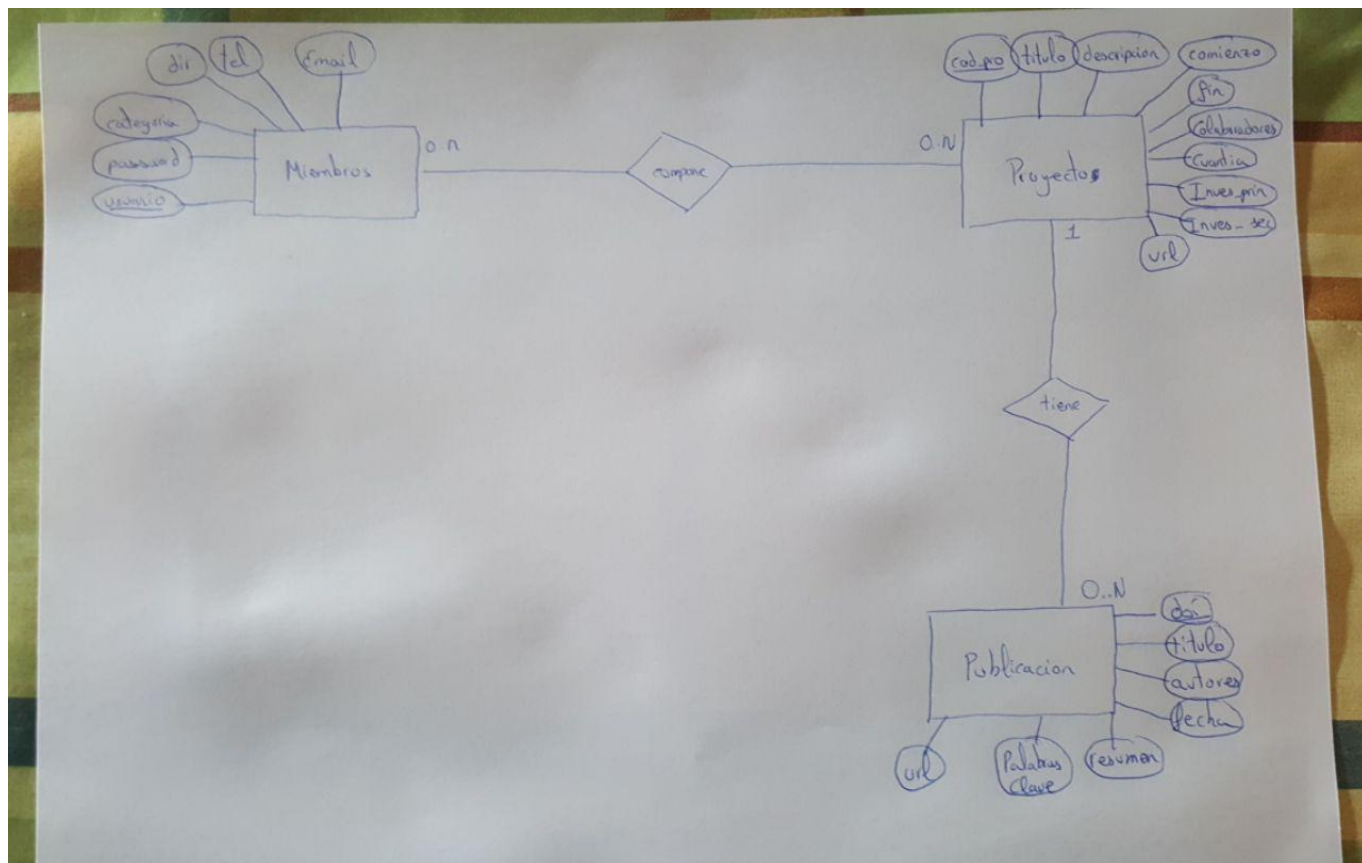 dir
tel
Email
categoria
password
usuario
Miembros
0..n
compone
0..N
cod_pro
titulo
descripcion
comienzo
fin
Colaboradores
Cuantia
Inves_prin
Inves_sec
url
Proyectos
1
tiene
0..N
Publicacion
doi
titulo
autores
fecha
resumen
Palabras
Clave
url